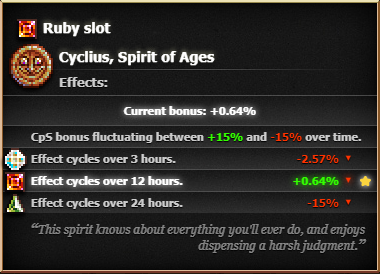 Ruby slot
Cyclius, Spirit of Ages
Effects:
Current bonus: +0.64%
CpS bonus fluctuating between +15% and -15% over time.
Effect cycles over 3 hours. -2.57% ▼
Effect cycles over 12 hours. +0.64% ▼
Effect cycles over 24 hours. -15% ▼
“This spirit knows about everything you'll ever do, and enjoys
dispensing a harsh judgment.”